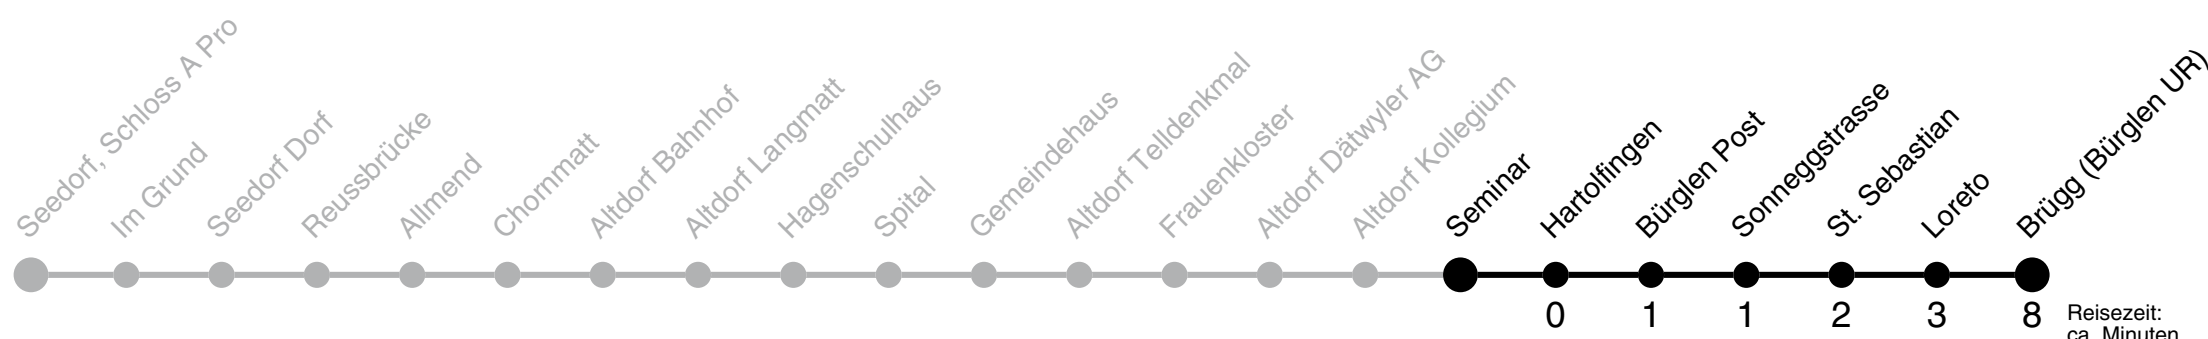 Seedorf, Schloss A Pro
Im Grund
Seedorf Dorf
Reussbrücke
Allmend
Chornmatt
Altdorf Bahnhof
Altdorf Langmatt
Hagenschulhaus
Spital
Gemeindehaus
Altdorf Telldenkmal
Frauenkloster
Altdorf Dätwyler AG
Altdorf Kollegium
Seminar
Hartolfingen
Bürglen Post
Sonneggstrasse
St. Sebastian
Loreto
Brügg (Bürglen UR)
0 1 1 2 3 8
Reisezeit:
ca. Minuten